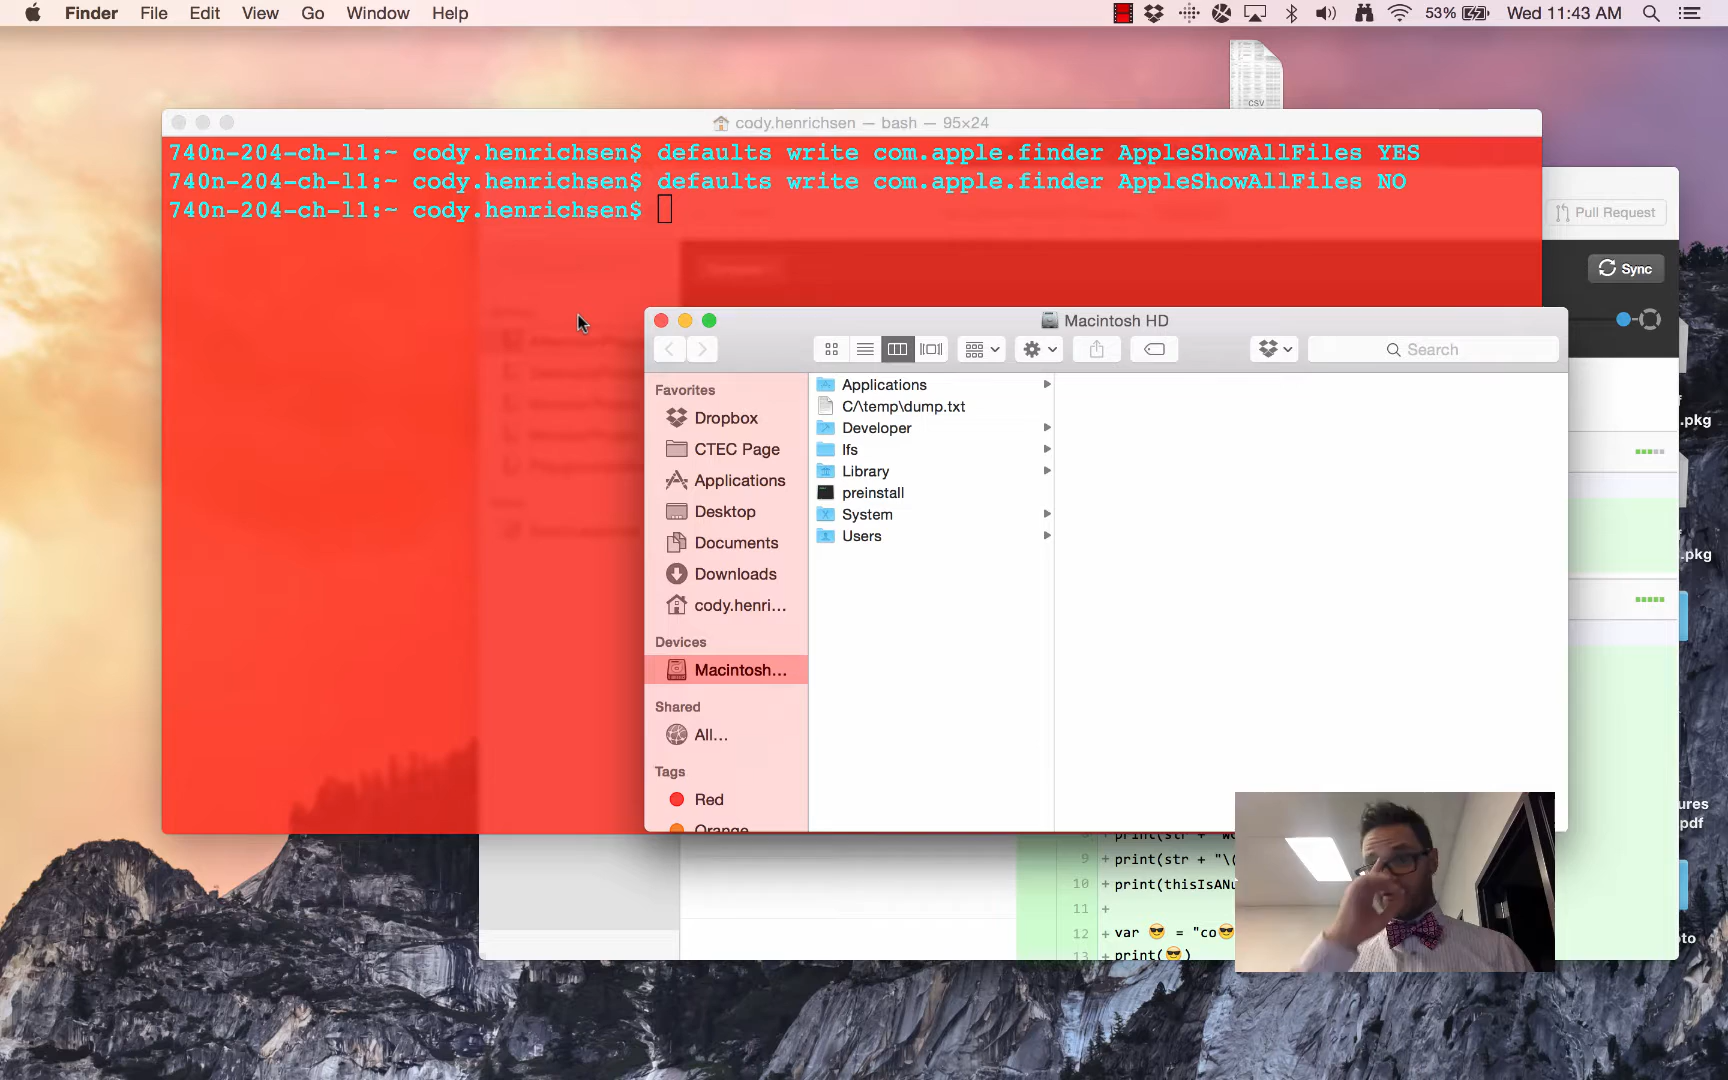 Finder File Edit View Go Window Help 53% Wed 11:43 AM
csv
cody.henrichsen — bash — 95×24
740n-204-ch-l1:~ cody.henrichsen$ defaults write com.apple.finder AppleShowAllFiles YES
740n-204-ch-l1:~ cody.henrichsen$ defaults write com.apple.finder AppleShowAllFiles NO
740n-204-ch-l1:~ cody.henrichsen$
Pull Request
Sync
Macintosh HD
Search
Favorites
Dropbox
CTEC Page
Applications
Desktop
Documents
Downloads
cody.henri...
Devices
Macintosh...
Shared
All...
Tags
Red
Orange
Applications
C/\temp\dump.txt
Developer
lfs
Library
preinstall
System
Users
f
.pkg
f
.pkg
ures
pdf
oto
9 +print(str + "\(
10 +print(thisIsANu
11 +
12 +var 😎 = "co😎
13 +print(😎)